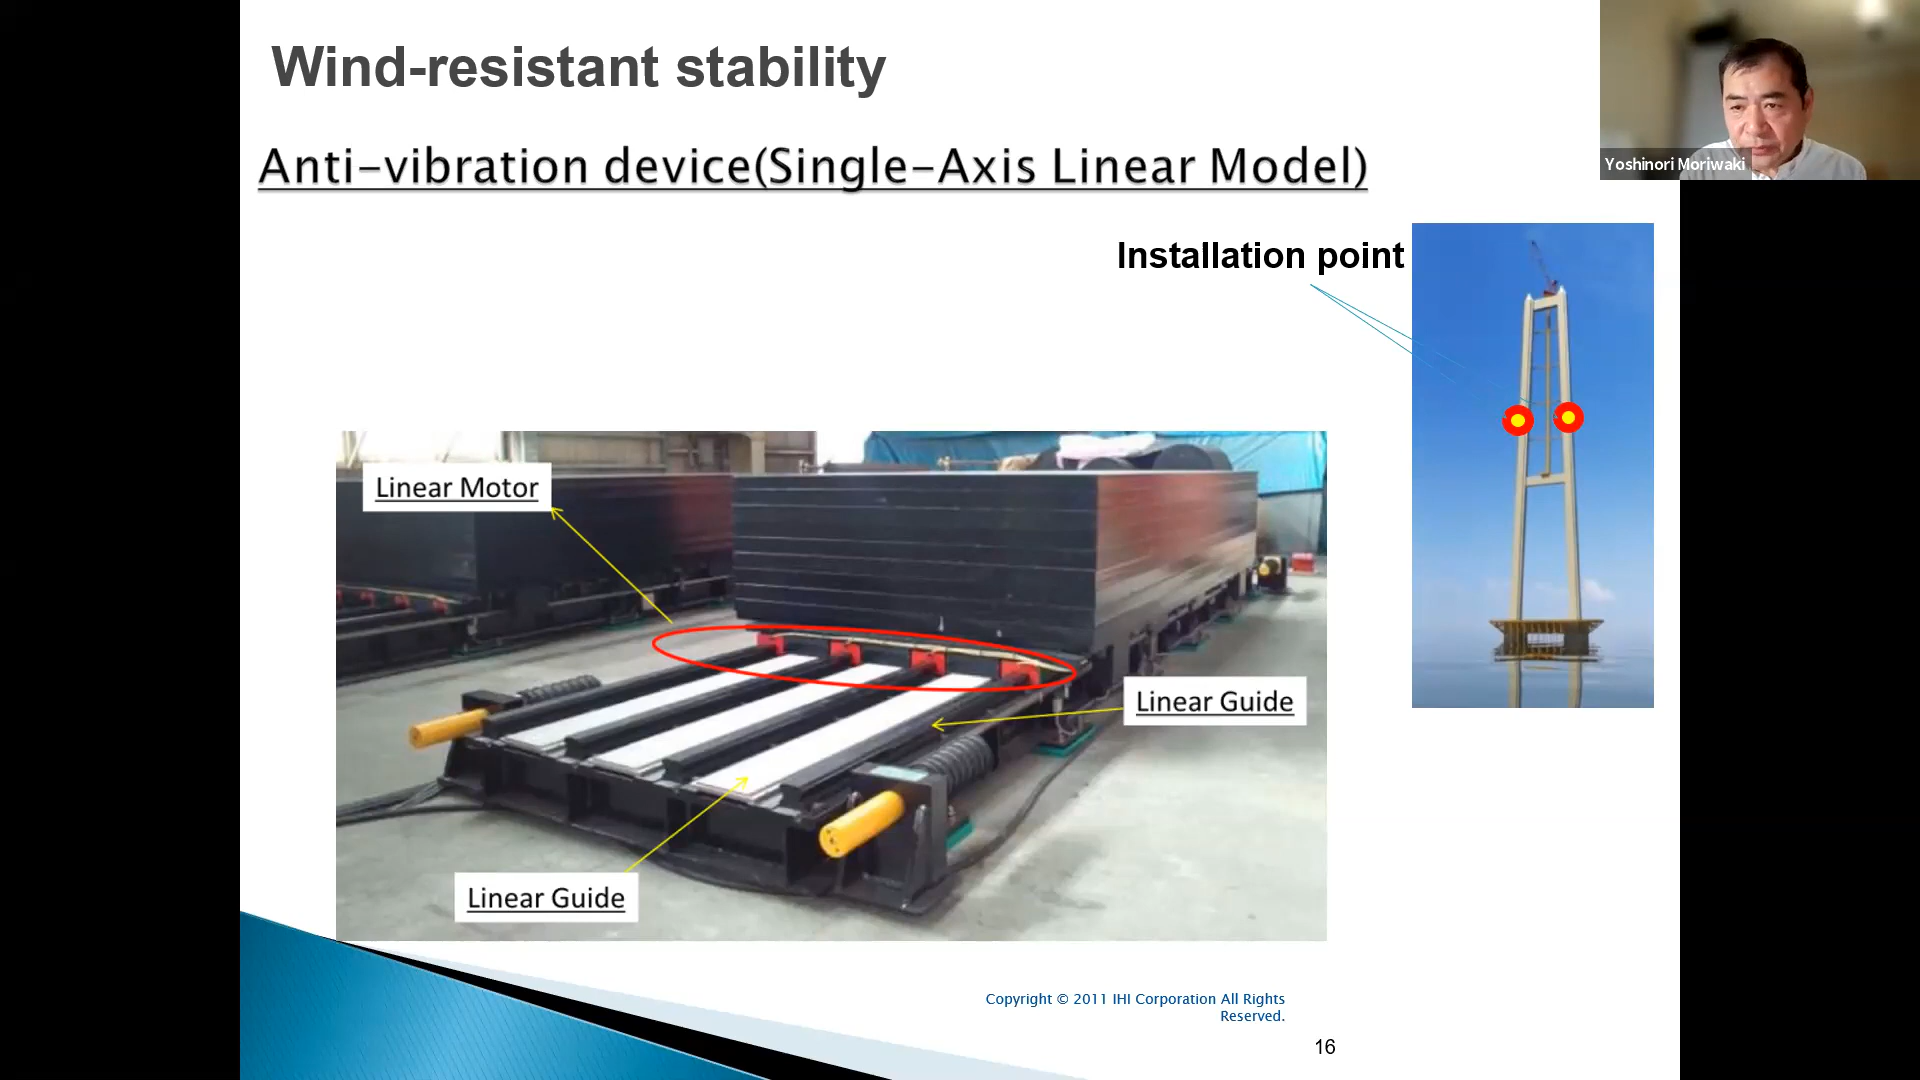 Wind-resistant stability
Yoshinori Moriwaki
Anti-vibration device(Single-Axis Linear Model)
Installation point
Linear Motor
Linear Guide
Linear Guide
Copyright © 2011 IHI Corporation All Rights
Reserved.
16